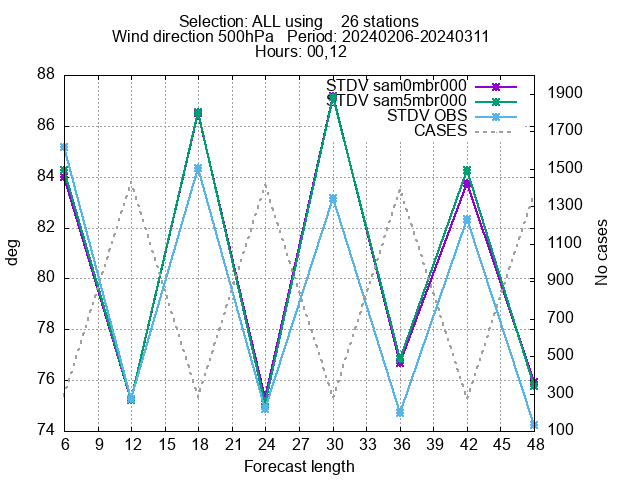 Selection: ALL using    26 stations
Wind direction 500hPa   Period: 20240206-20240311
Hours: 00,12
STDV sam0mbr000
STDV sam5mbr000
STDV OBS
CASES
88
86
84
82
80
78
76
74
deg
1900
1700
1500
1300
1100
900
700
500
300
100
No cases
6 9 12 15 18 21 24 27 30 33 36 39 42 45 48
Forecast length